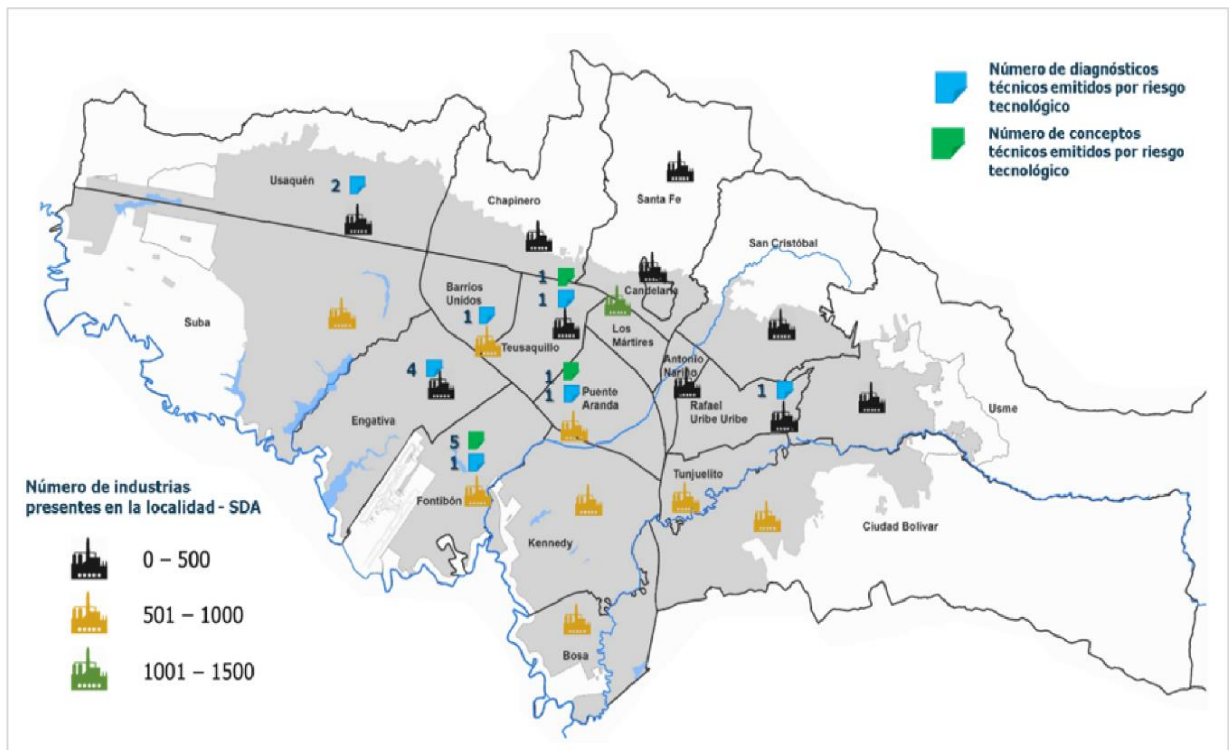 Número de diagnósticos
técnicos emitidos por riesgo
tecnológico
Número de conceptos
técnicos emitidos por riesgo
tecnológico
Usaquén
2
Chapinero
Santa Fe
San Cristóbal
Suba
Barrios
Unidos
1
1
1
Candelaria
Teusaquillo
Los
Mártires
4
1
1
Puente
Aranda
Antonio
Nariño
Rafael
Uribe Uribe
1
Usme
Engativa
5
1
Fontibón
Tunjuelito
Kennedy
Ciudad Bolívar
Bosa
Número de industrias
presentes en la localidad - SDA
0 – 500
501 – 1000
1001 – 1500